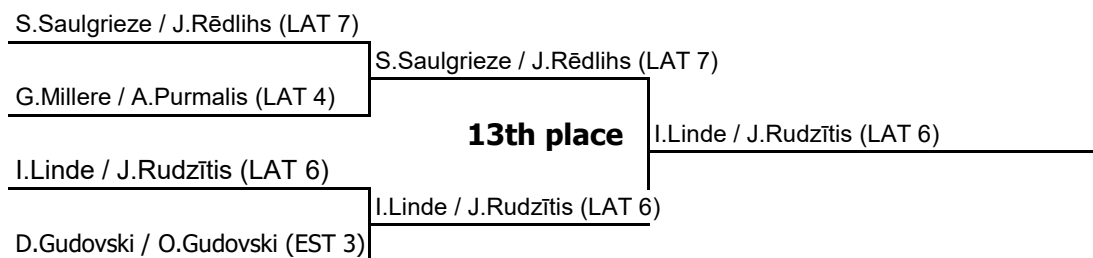 S.Saulgrieze / J.Rēdlihs (LAT 7)
S.Saulgrieze / J.Rēdlihs (LAT 7)
G.Millere / A.Purmalis (LAT 4)
13th place
I.Linde / J.Rudzītis (LAT 6)
I.Linde / J.Rudzītis (LAT 6)
I.Linde / J.Rudzītis (LAT 6)
D.Gudovski / O.Gudovski (EST 3)